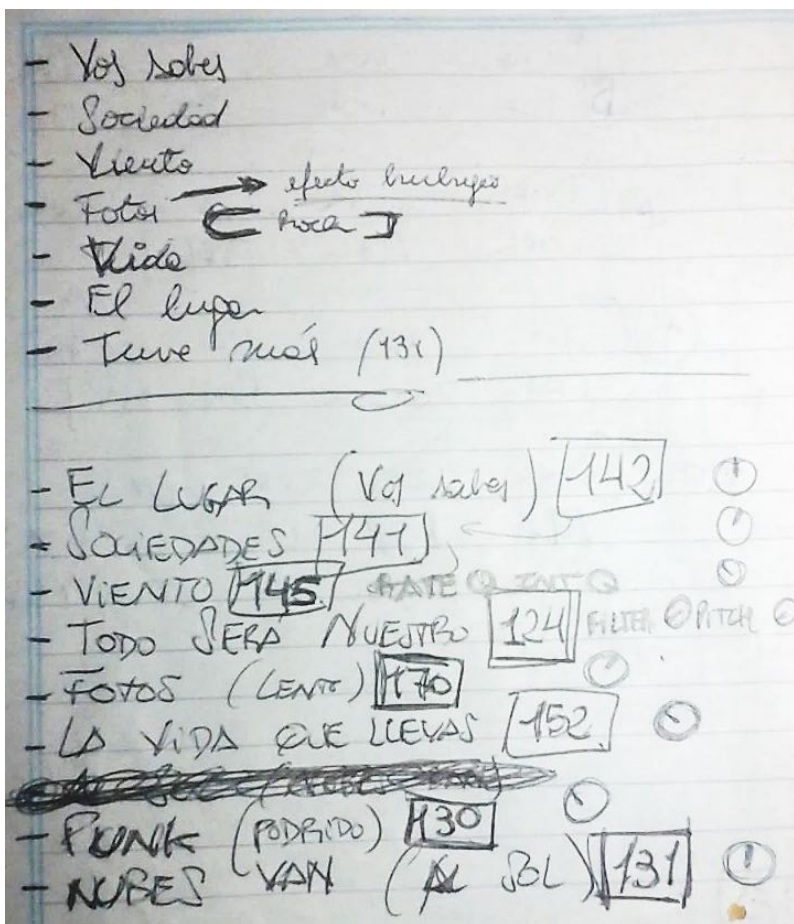 - Vos sabes
- Sociedad
- Viento
efecto burbujas
- Fotos
- Vida
- El lugar
- Tuve más (131)
- EL LUGAR (Vos sabes) 142
- SOCIEDADES 141
- VIENTO 145 RATE INT
- TODO SERÁ NUESTRO 124 FILTER PITCH
- FOTOS (LENTO) 170
- LA VIDA QUE LLEVAS 152
- PUNK (PODRIDO) 130
- NUBES VAN (AL SOL) 131